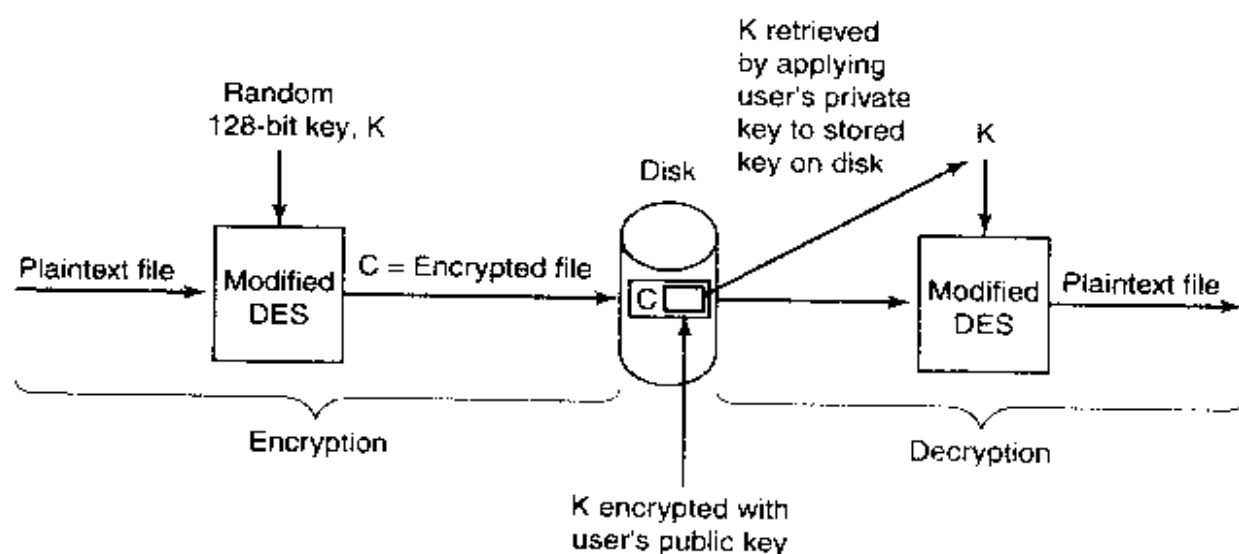 K retrieved
by applying
user's private
key to stored
key on disk
Random
128-bit key, K
K
Disk
Plaintext file
Modified
DES
C = Encrypted file
C
Modified
DES
Plaintext file
Encryption
Decryption
K encrypted with
user's public key